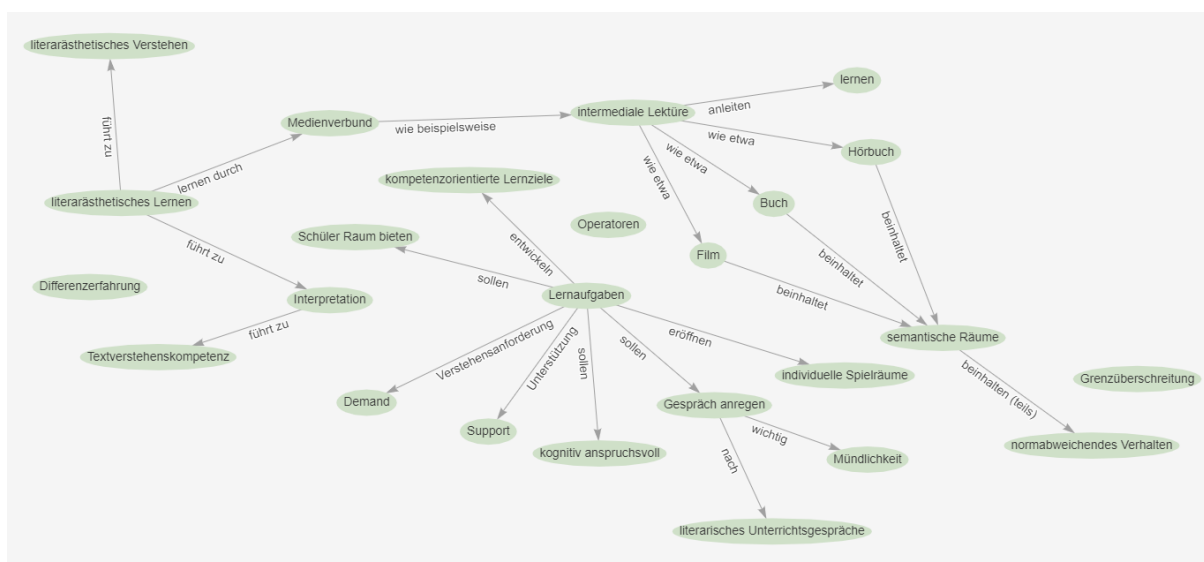 literarästhetisches Verstehen
führt zu
literarästhetisches Lernen
lernen durch
Medienverbund
wie beispielsweise
intermediale Lektüre
anleiten
lernen
wie etwa
Hörbuch
wie etwa
Buch
wie etwa
Film
beinhaltet
beinhaltet
beinhaltet
semantische Räume
beinhalten (teils)
normabweichendes Verhalten
Grenzüberschreitung
führt zu
Interpretation
führt zu
Textverstehenskompetenz
Differenzerfahrung
Operatoren
kompetenzorientierte Lernziele
entwickeln
Schüler Raum bieten
sollen
Lernaufgaben
Verstehensanforderung
Demand
Unterstützung
Support
sollen
kognitiv anspruchsvoll
sollen
Gespräch anregen
eröffnen
individuelle Spielräume
wichtig
Mündlichkeit
nach
literarisches Unterrichtsgespräche